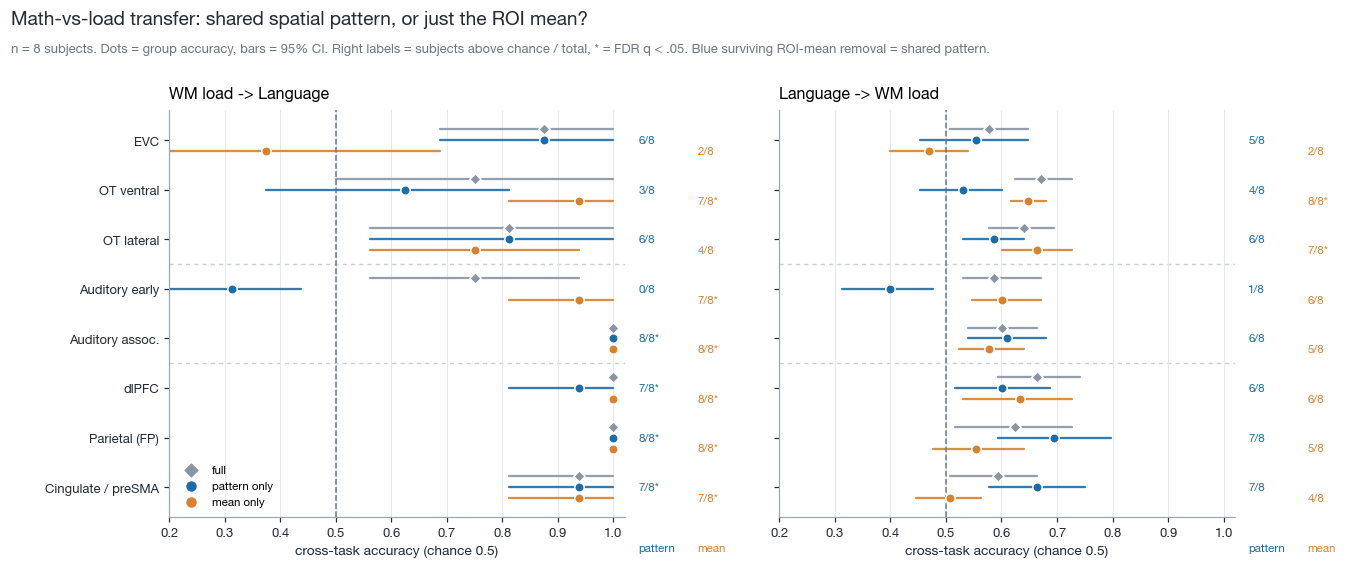 Math-vs-load transfer: shared spatial pattern, or just the ROI mean?
n = 8 subjects. Dots = group accuracy, bars = 95% CI. Right labels = subjects above chance / total, * = FDR q < .05. Blue surviving ROI-mean removal = shared pattern.
WM load -> Language
EVC
6/8
2/8
OT ventral
3/8
7/8*
OT lateral
6/8
4/8
Auditory early
0/8
7/8*
Auditory assoc.
8/8*
8/8*
dlPFC
7/8*
8/8*
Parietal (FP)
8/8*
8/8*
Cingulate / preSMA
7/8*
7/8*
full
pattern only
mean only
0.2 0.3 0.4 0.5 0.6 0.7 0.8 0.9 1.0
cross-task accuracy (chance 0.5)
pattern mean
Language -> WM load
5/8
2/8
4/8
8/8*
6/8
7/8*
1/8
6/8
6/8
5/8
6/8
6/8
7/8
5/8
7/8
4/8
0.2 0.3 0.4 0.5 0.6 0.7 0.8 0.9 1.0
cross-task accuracy (chance 0.5)
pattern mean